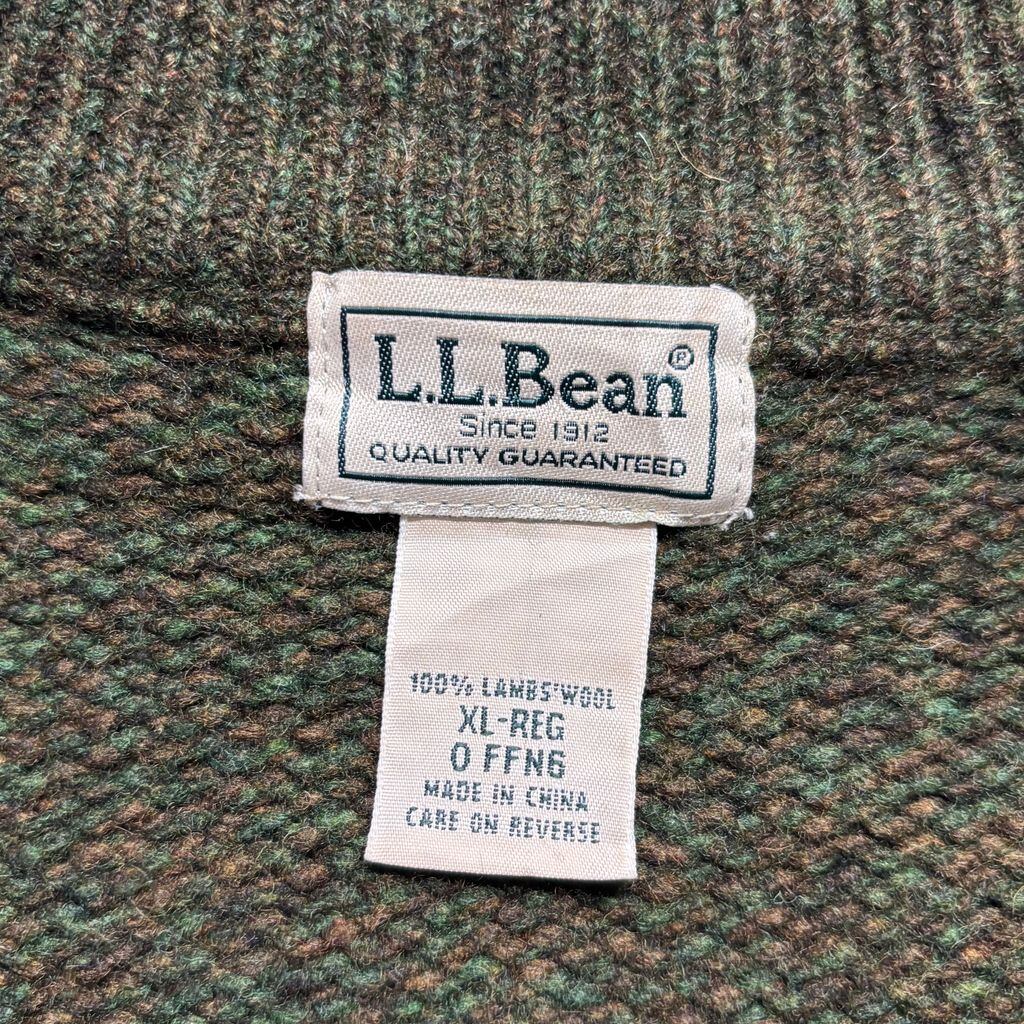 L.L.Bean®
Since 1912
QUALITY GUARANTEED
100% LAMBS'WOOL
XL-REG
0 FFN6
MADE IN CHINA
CARE ON REVERSE